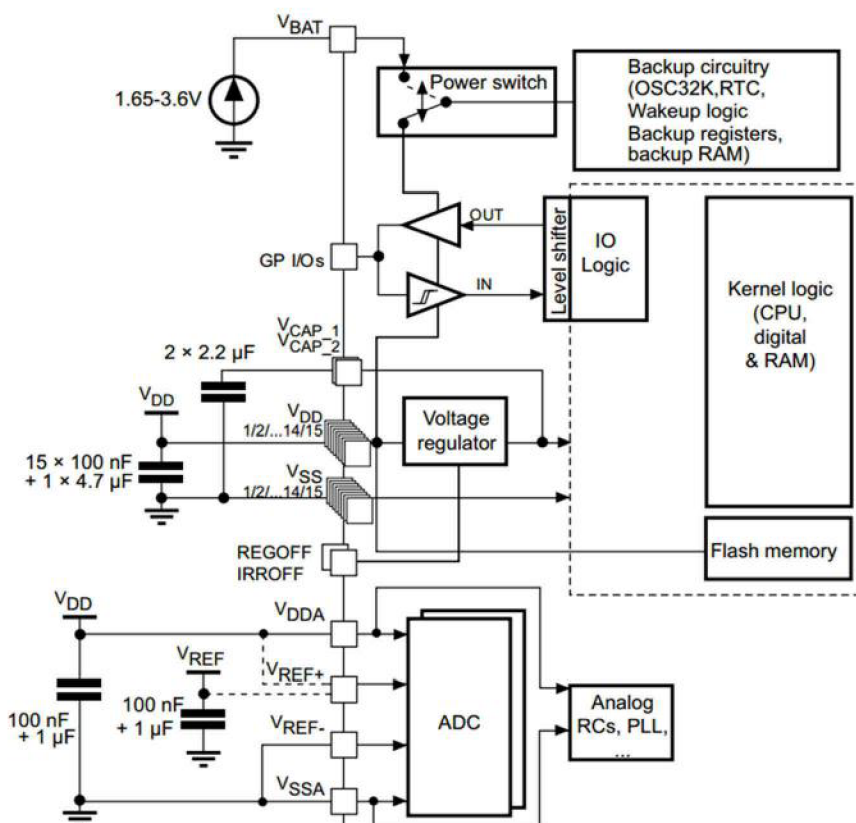 VBAT
1.65-3.6V
Power switch
Backup circuitry
(OSC32K,RTC,
Wakeup logic
Backup registers,
backup RAM)
OUT
GP I/Os
IN
Level shifter
IO
Logic
Kernel logic
(CPU,
digital
& RAM)
VCAP_1
VCAP_2
2 × 2.2 µF
VDD
VDD
1/2/...14/15
Voltage
regulator
15 × 100 nF
+ 1 × 4.7 µF
VSS
1/2/...14/15
REGOFF
IRROFF
Flash memory
VDD
VDDA
VREF
VREF+
100 nF
+ 1 µF
100 nF
+ 1 µF
VREF-
ADC
Analog
RCs, PLL,
...
VSSA